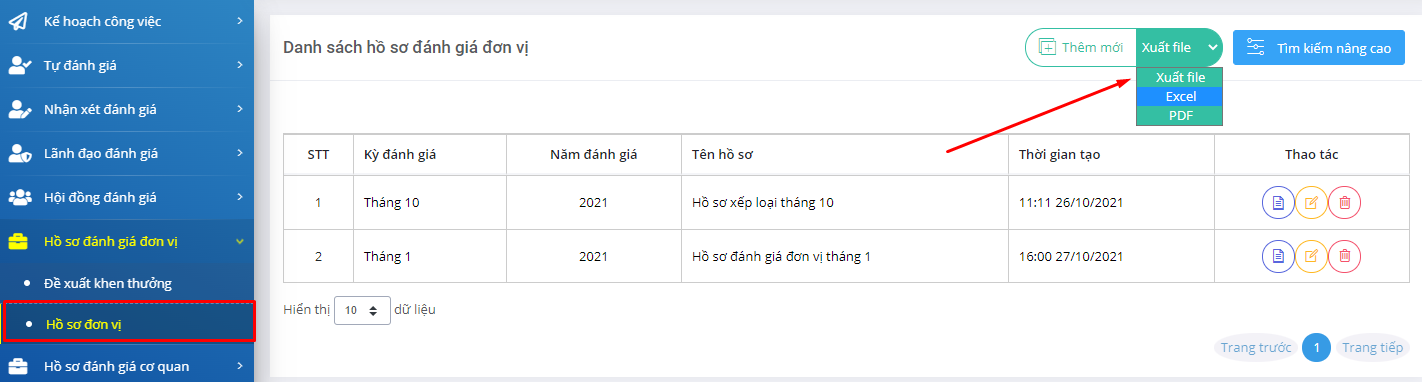 Kế hoạch công việc
Tự đánh giá
Nhận xét đánh giá
Lãnh đạo đánh giá
Hội đồng đánh giá
Hồ sơ đánh giá đơn vị
Đề xuất khen thưởng
Hồ sơ đơn vị
Hồ sơ đánh giá cơ quan
Danh sách hồ sơ đánh giá đơn vị
Thêm mới Xuất file Tìm kiếm nâng cao
Xuất file
Excel
PDF
STT Kỳ đánh giá Năm đánh giá Tên hồ sơ Thời gian tạo Thao tác
1 Tháng 10 2021 Hồ sơ xếp loại tháng 10 11:11 26/10/2021
2 Tháng 1 2021 Hồ sơ đánh giá đơn vị tháng 1 16:00 27/10/2021
Hiển thị 10 dữ liệu
Trang trước 1 Trang tiếp